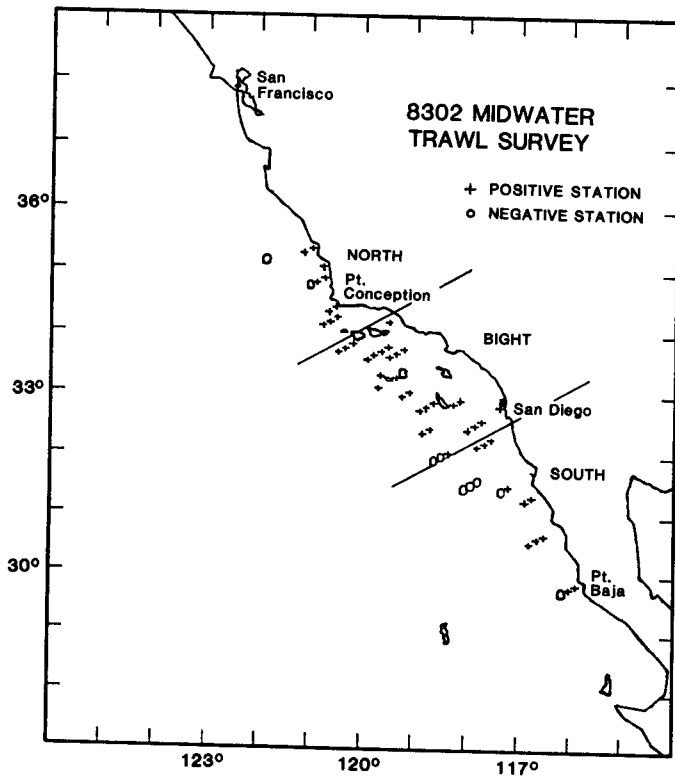 San
Francisco
8302 MIDWATER
TRAWL SURVEY
+ POSITIVE STATION
o NEGATIVE STATION
36°
NORTH
Pt.
Conception
BIGHT
33°
San Diego
SOUTH
30°
Pt.
Baja
123°
120°
117°